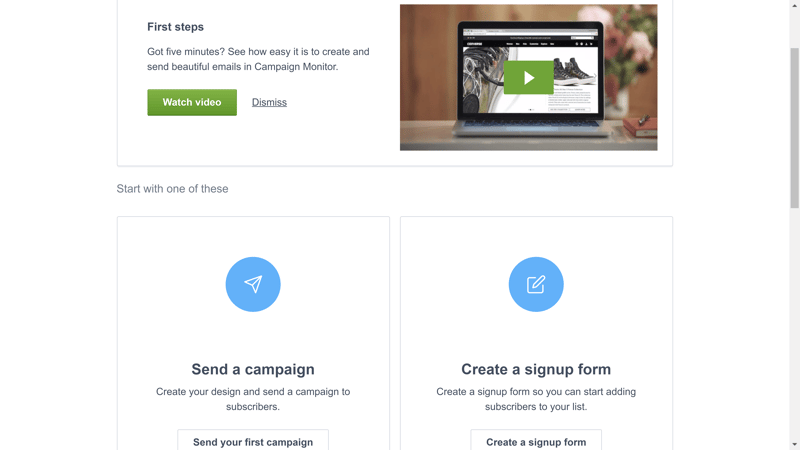 First steps
Got five minutes? See how easy it is to create and
send beautiful emails in Campaign Monitor.
Watch video
Dismiss
Start with one of these
Send a campaign
Create your design and send a campaign to
subscribers.
Send your first campaign
Create a signup form
Create a signup form so you can start adding
subscribers to your list.
Create a signup form